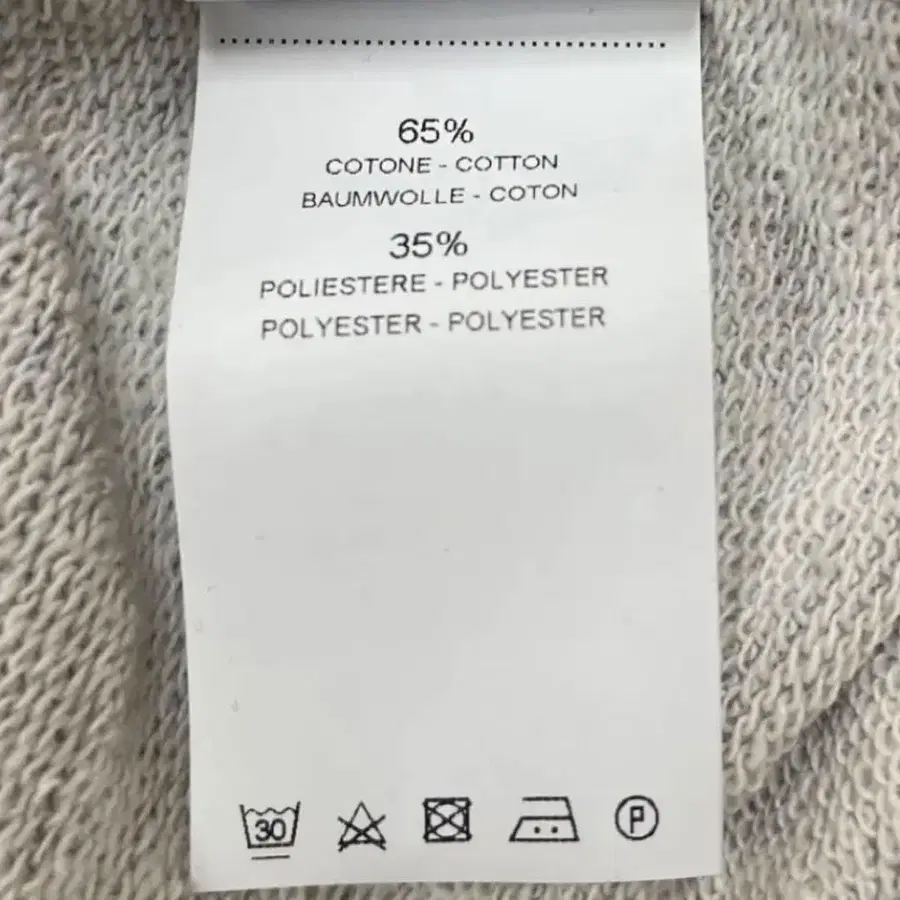 65%
COTONE - COTTON
BAUMWOLLE - COTON
35%
POLIESTERE - POLYESTER
POLYESTER - POLYESTER
30 P